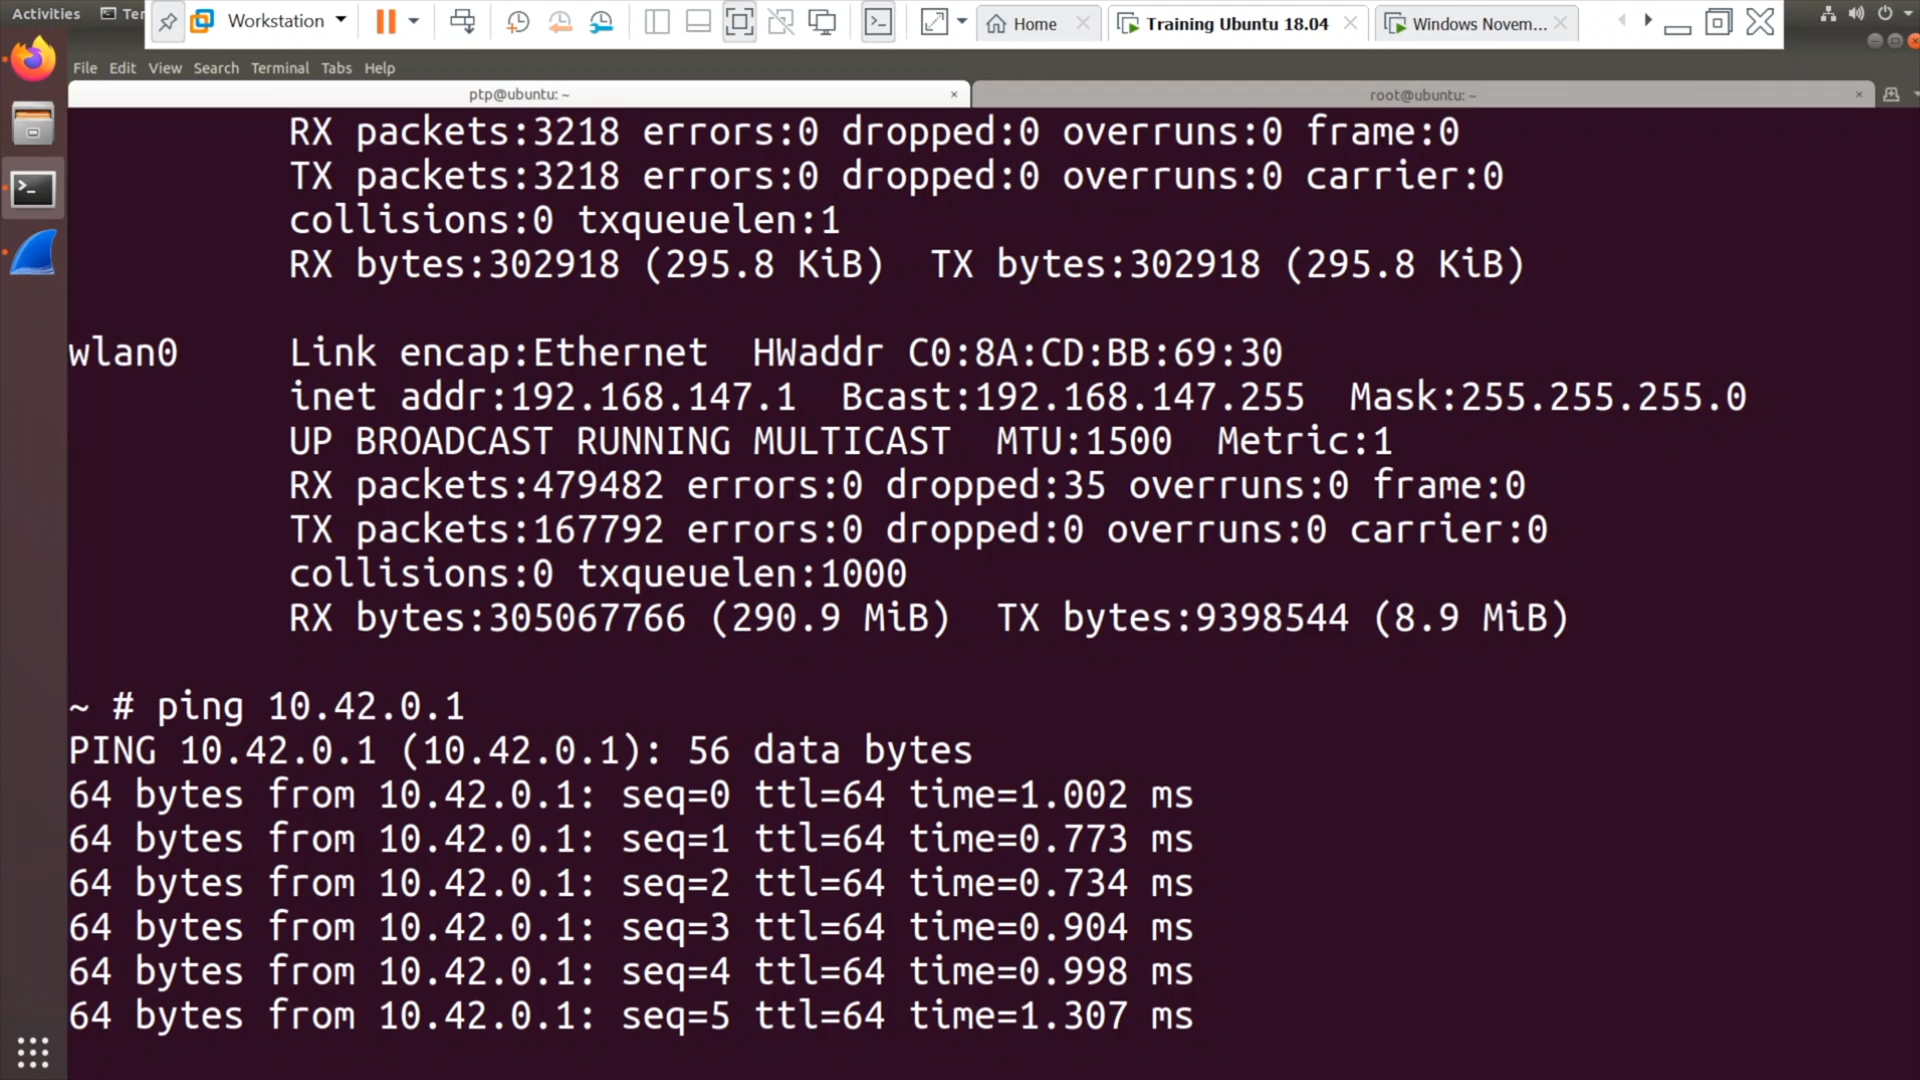 Activities
Ter
Workstation
Home
Training Ubuntu 18.04
Windows Novem...
File Edit View Search Terminal Tabs Help
ptp@ubuntu: ~
root@ubuntu: ~
RX packets:3218 errors:0 dropped:0 overruns:0 frame:0
TX packets:3218 errors:0 dropped:0 overruns:0 carrier:0
collisions:0 txqueuelen:1
RX bytes:302918 (295.8 KiB)  TX bytes:302918 (295.8 KiB)
wlan0 Link encap:Ethernet  HWaddr C0:8A:CD:BB:69:30
inet addr:192.168.147.1  Bcast:192.168.147.255  Mask:255.255.255.0
UP BROADCAST RUNNING MULTICAST  MTU:1500  Metric:1
RX packets:479482 errors:0 dropped:35 overruns:0 frame:0
TX packets:167792 errors:0 dropped:0 overruns:0 carrier:0
collisions:0 txqueuelen:1000
RX bytes:305067766 (290.9 MiB)  TX bytes:9398544 (8.9 MiB)
~ # ping 10.42.0.1
PING 10.42.0.1 (10.42.0.1): 56 data bytes
64 bytes from 10.42.0.1: seq=0 ttl=64 time=1.002 ms
64 bytes from 10.42.0.1: seq=1 ttl=64 time=0.773 ms
64 bytes from 10.42.0.1: seq=2 ttl=64 time=0.734 ms
64 bytes from 10.42.0.1: seq=3 ttl=64 time=0.904 ms
64 bytes from 10.42.0.1: seq=4 ttl=64 time=0.998 ms
64 bytes from 10.42.0.1: seq=5 ttl=64 time=1.307 ms